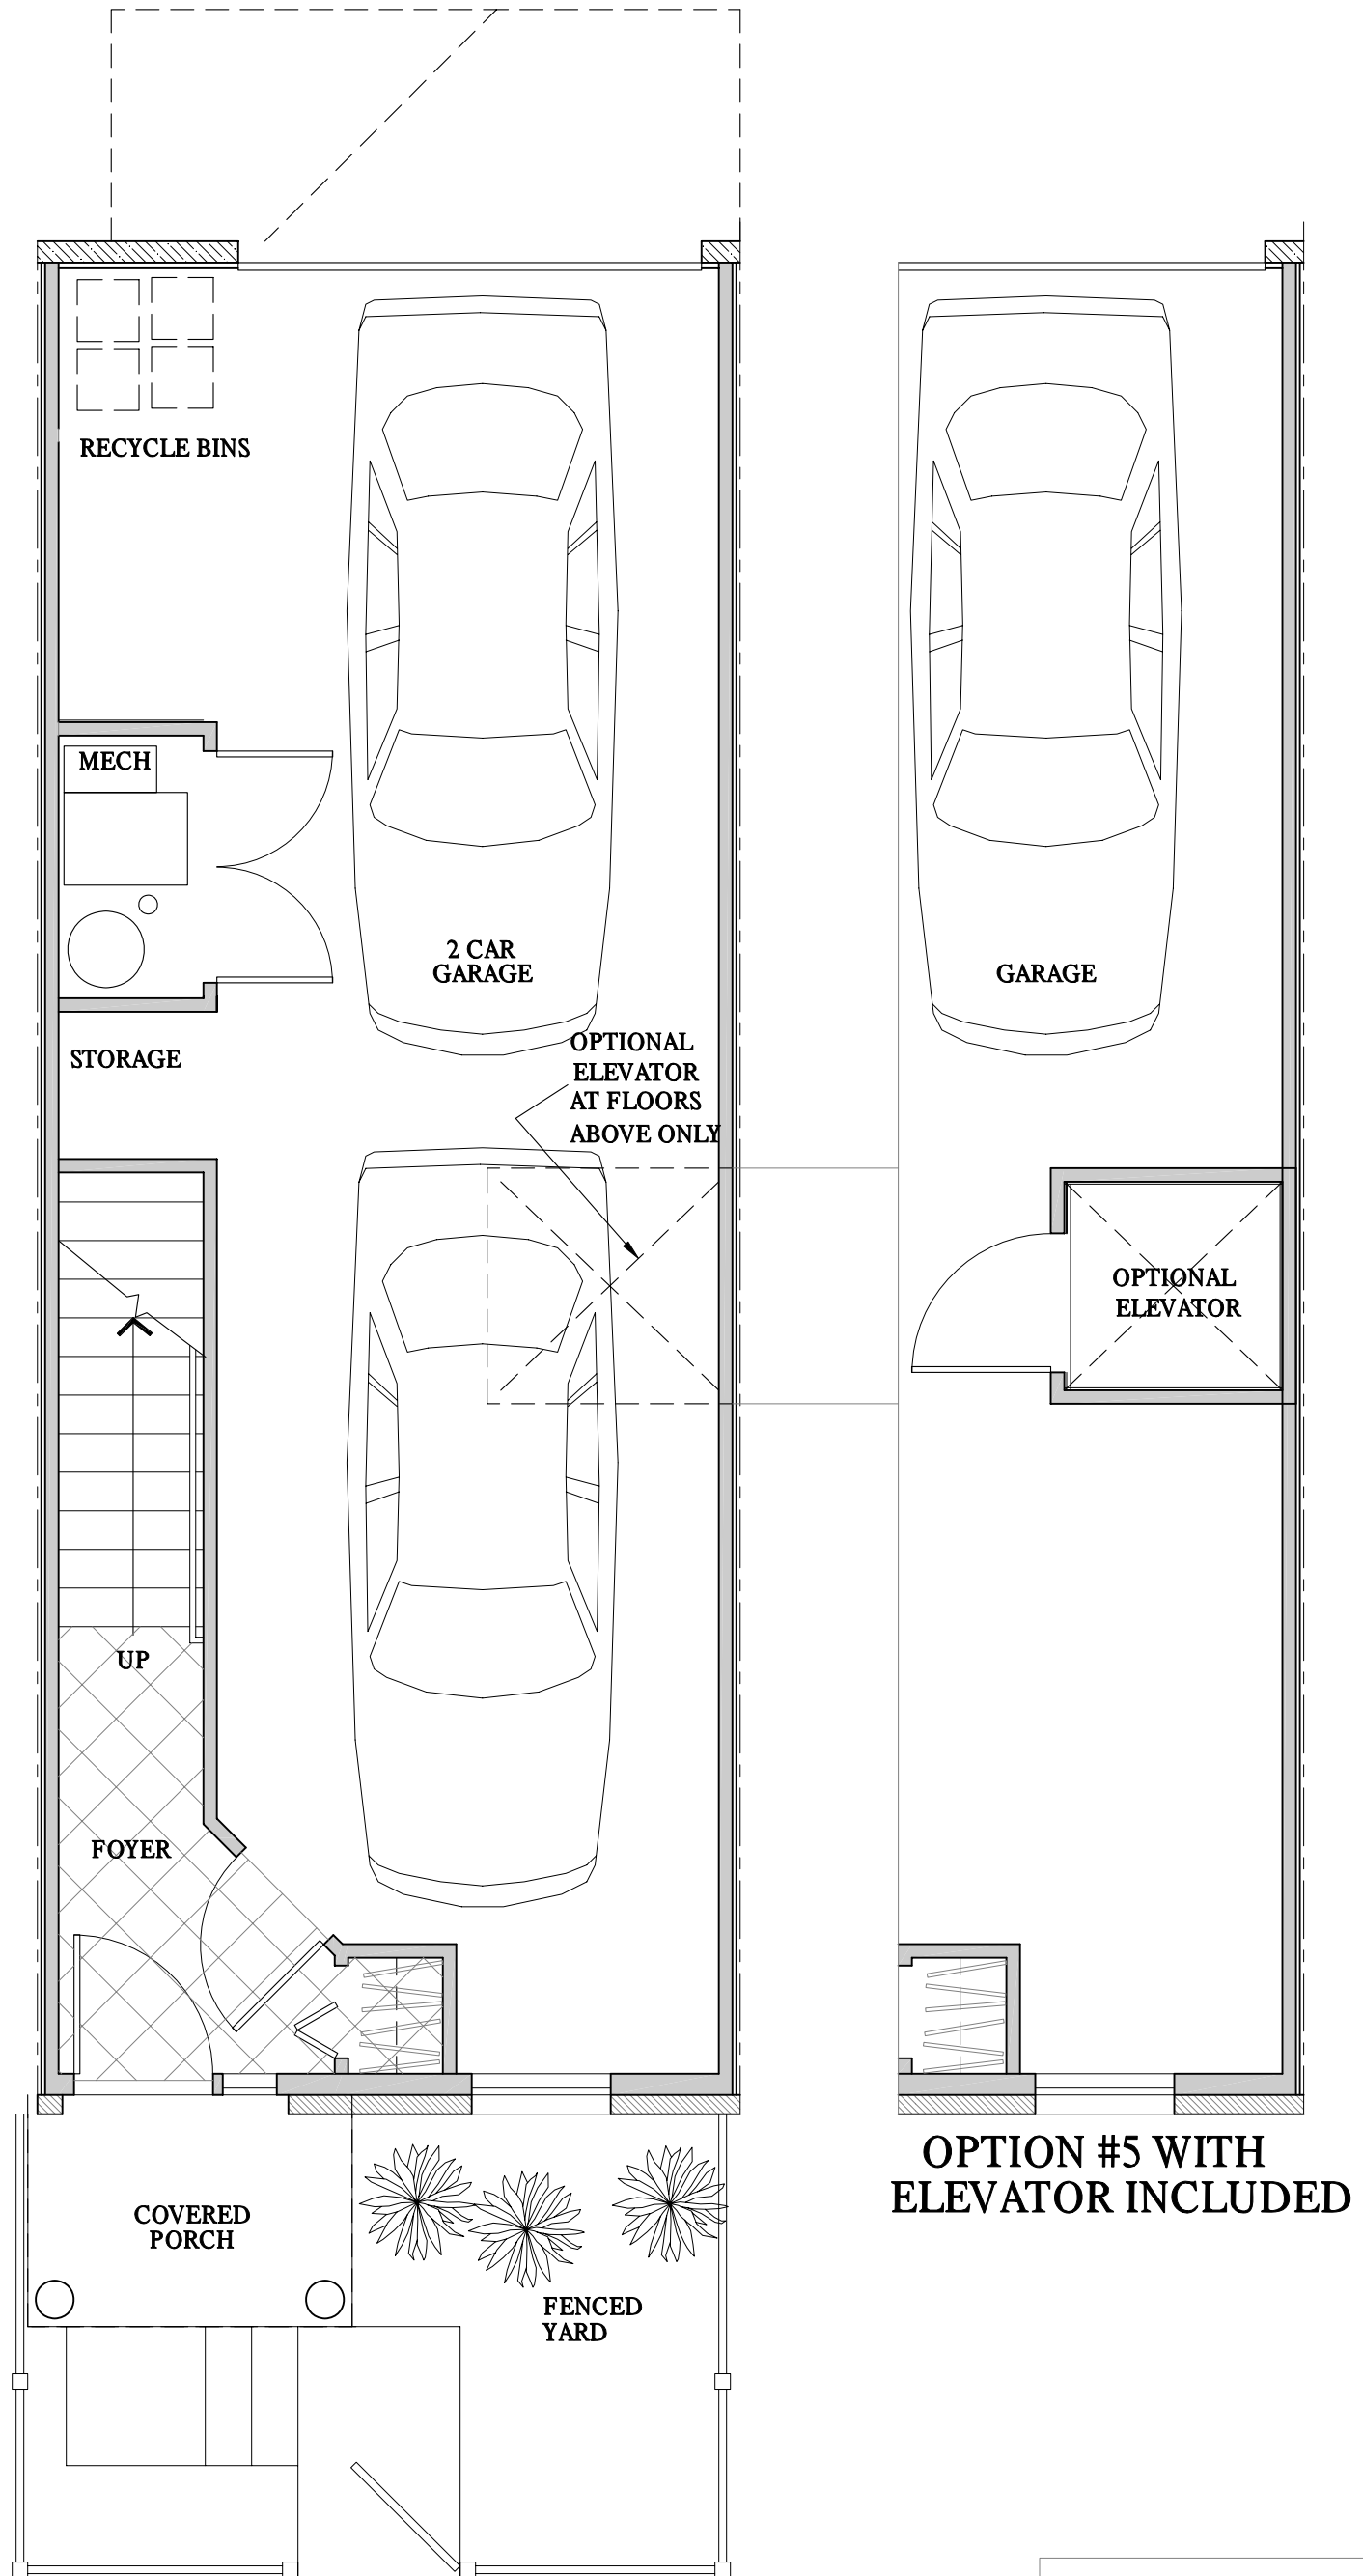 RECYCLE BINS
MECH
2 CAR
GARAGE
GARAGE
OPTIONAL
ELEVATOR
AT FLOORS
ABOVE ONLY
STORAGE
OPTIONAL
ELEVATOR
UP
FOYER
OPTION #5 WITH
ELEVATOR INCLUDED
COVERED
PORCH
FENCED
YARD